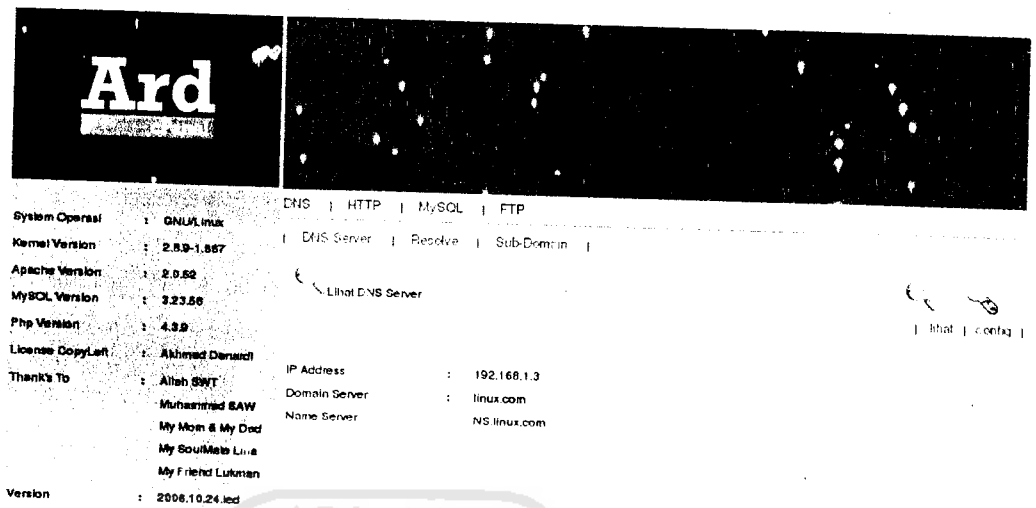 Ard
DNS | HTTP | MySQL | FTP
| DNS Server | Resolve | Sub-Domain |
Lihat DNS Server
| lihat | config |
IP Address : 192.168.1.3
Domain Server : linux.com
Name Server NS.linux.com
System Operasi : GNU/Linux
Kernel Version : 2.6.9-1.667
Apache Version : 2.0.52
MySQL Version : 3.23.56
Php Version : 4.3.9
License CopyLeft : Akhmad
Thank's To : Allah SWT
Muhammad SAW
My Mom & My Dad
My SoulMate
My Friend Lukman
Version : 2006.10.24.led